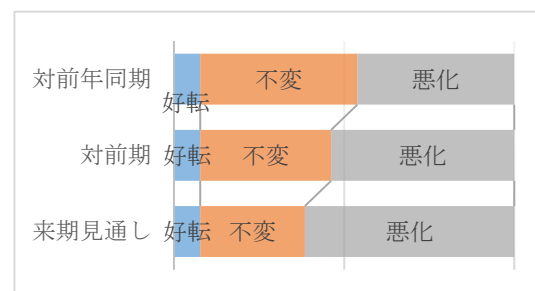 対前年同期 好転 不変 悪化
対前期 好転 不変 悪化
来期見通し 好転 不変 悪化